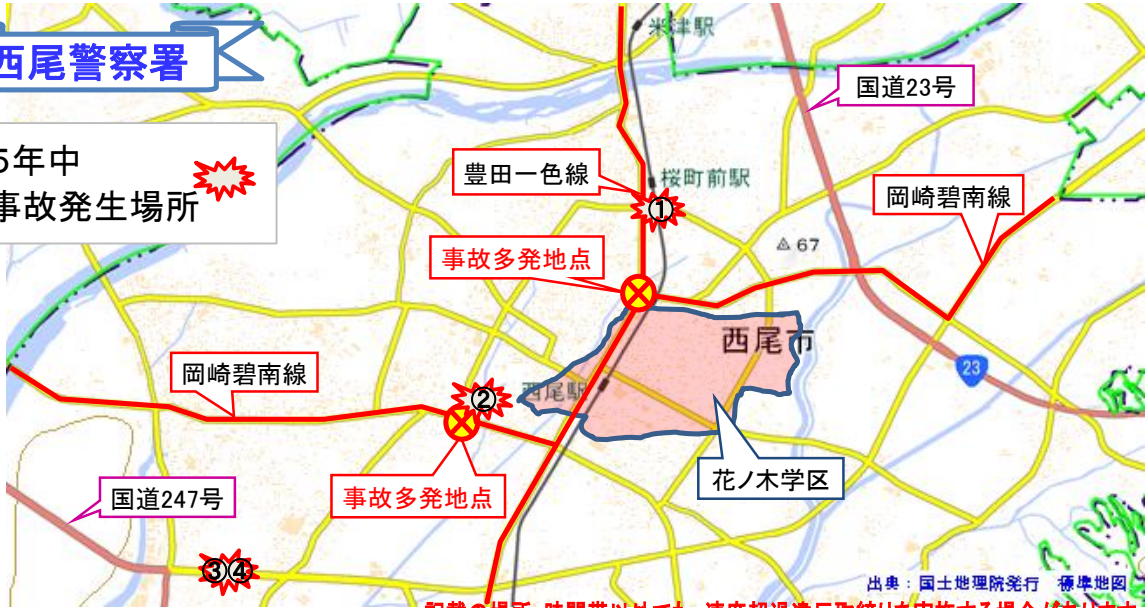 西尾警察署
5年中
事故発生場所
米津駅
国道23号
豊田一色線
桜町前駅
①
岡崎碧南線
67
事故多発地点
西尾市
23
岡崎碧南線
西尾駅
②
花ノ木学区
事故多発地点
国道247号
③④
出典：国土地理院発行 標準地図